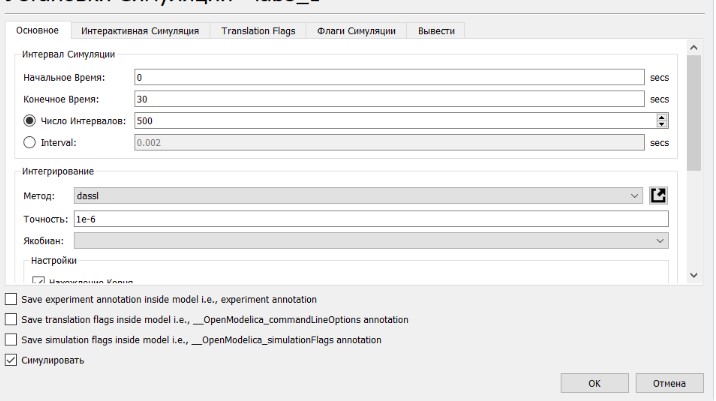 Основное Интерактивная Симуляция Translation Flags Флаги Симуляции Вывести
Интервал Симуляции
Начальное Время: 0 secs
Конечное Время: 30 secs
Число Интервалов: 500
Interval: 0.002 secs
Интегрирование
Метод: dassl
Точность: 1e-6
Якобиан:
Настройки
Нахождение Корня
Save experiment annotation inside model i.e., experiment annotation
Save translation flags inside model i.e., __OpenModelica_commandLineOptions annotation
Save simulation flags inside model i.e., __OpenModelica_simulationFlags annotation
Симулировать
OK Отмена